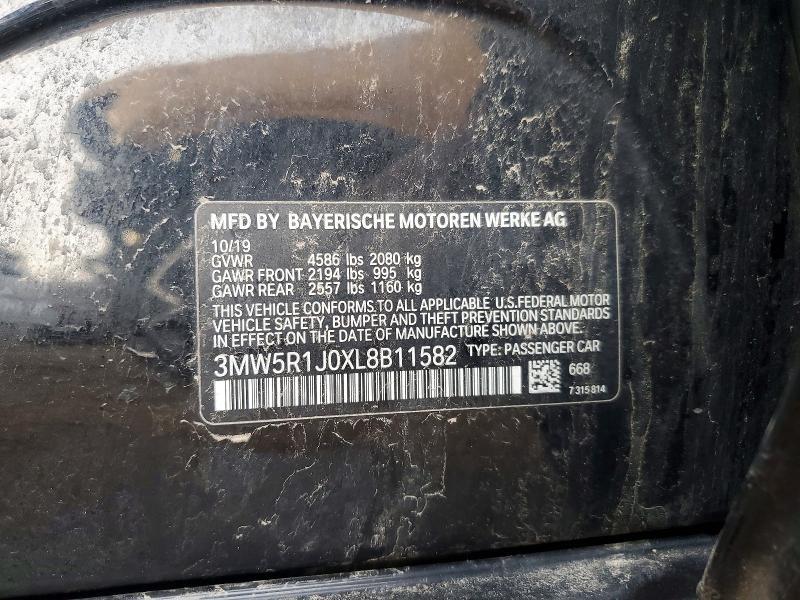 MFD BY BAYERISCHE MOTOREN WERKE AG
10/19
GVWR 4586 lbs 2080 kg
GAWR FRONT 2194 lbs 995 kg
GAWR REAR 2557 lbs 1160 kg
THIS VEHICLE CONFORMS TO ALL APPLICABLE U.S.FEDERAL MOTOR
VEHICLE SAFETY, BUMPER AND THEFT PREVENTION STANDARDS
IN EFFECT ON THE DATE OF MANUFACTURE SHOWN ABOVE.
3MW5R1J0XL8B11582 TYPE: PASSENGER CAR
668
7 315 814